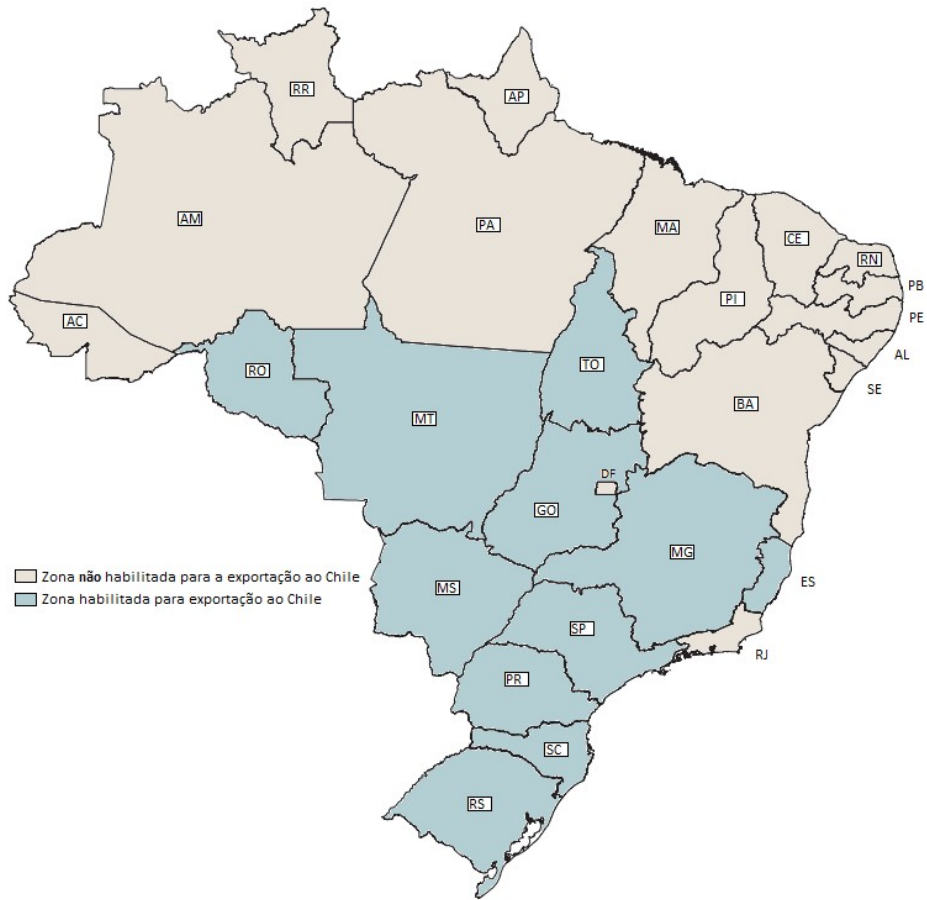 RR
AP
AM
PA
MA
CE
RN
PB
PI
PE
AC
AL
RO
TO
SE
BA
MT
DF
GO
MG
Zona não habilitada para a exportação ao Chile
ES
MS
Zona habilitada para exportação ao Chile
SP
RJ
PR
SC
RS